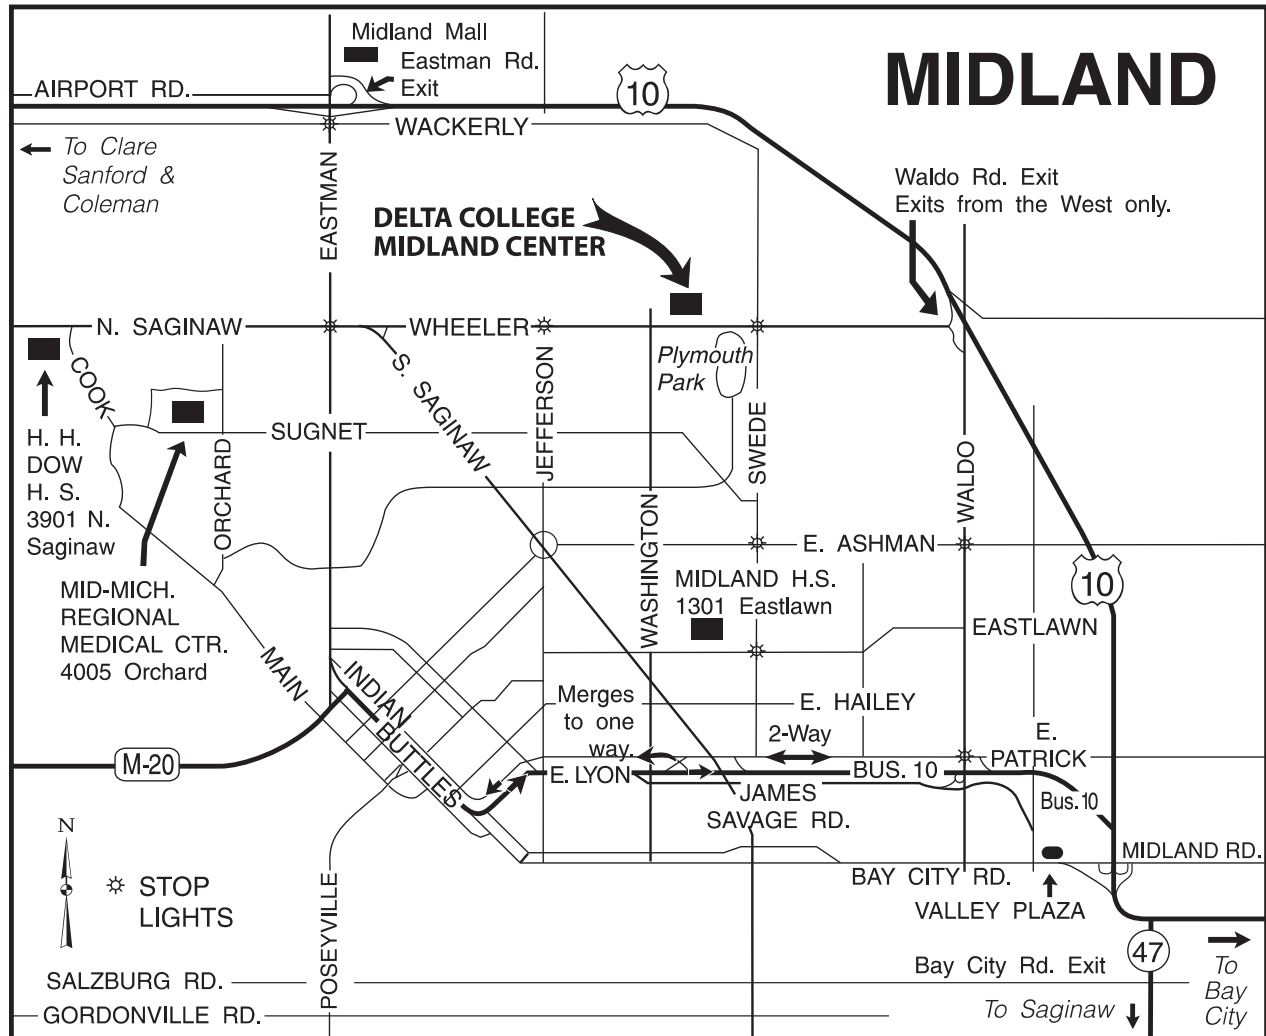 Midland Mall
Eastman Rd.
Exit
AIRPORT RD.
10
MIDLAND
WACKERLY
To Clare
Sanford &
Coleman
EASTMAN
DELTA COLLEGE
MIDLAND CENTER
Waldo Rd. Exit
Exits from the West only.
N. SAGINAW
WHEELER
COOK
S. SAGINAW
JEFFERSON
Plymouth
Park
SWEDE
WALDO
H. H.
DOW
H. S.
3901 N.
Saginaw
SUGNET
ORCHARD
WASHINGTON
E. ASHMAN
10
MID-MICH.
REGIONAL
MEDICAL CTR.
4005 Orchard
MIDLAND H.S.
1301 Eastlawn
EASTLAWN
MAIN
INDIAN
BUTTLES
Merges
to one
way.
E. HAILEY
2-Way
E.
PATRICK
M-20
E. LYON
BUS. 10
Bus.10
JAMES
SAVAGE RD.
N
STOP
LIGHTS
POSEYVILLE
MIDLAND RD.
BAY CITY RD.
VALLEY PLAZA
47
Bay City Rd. Exit
To
Bay
City
To Saginaw
SALZBURG RD.
GORDONVILLE RD.